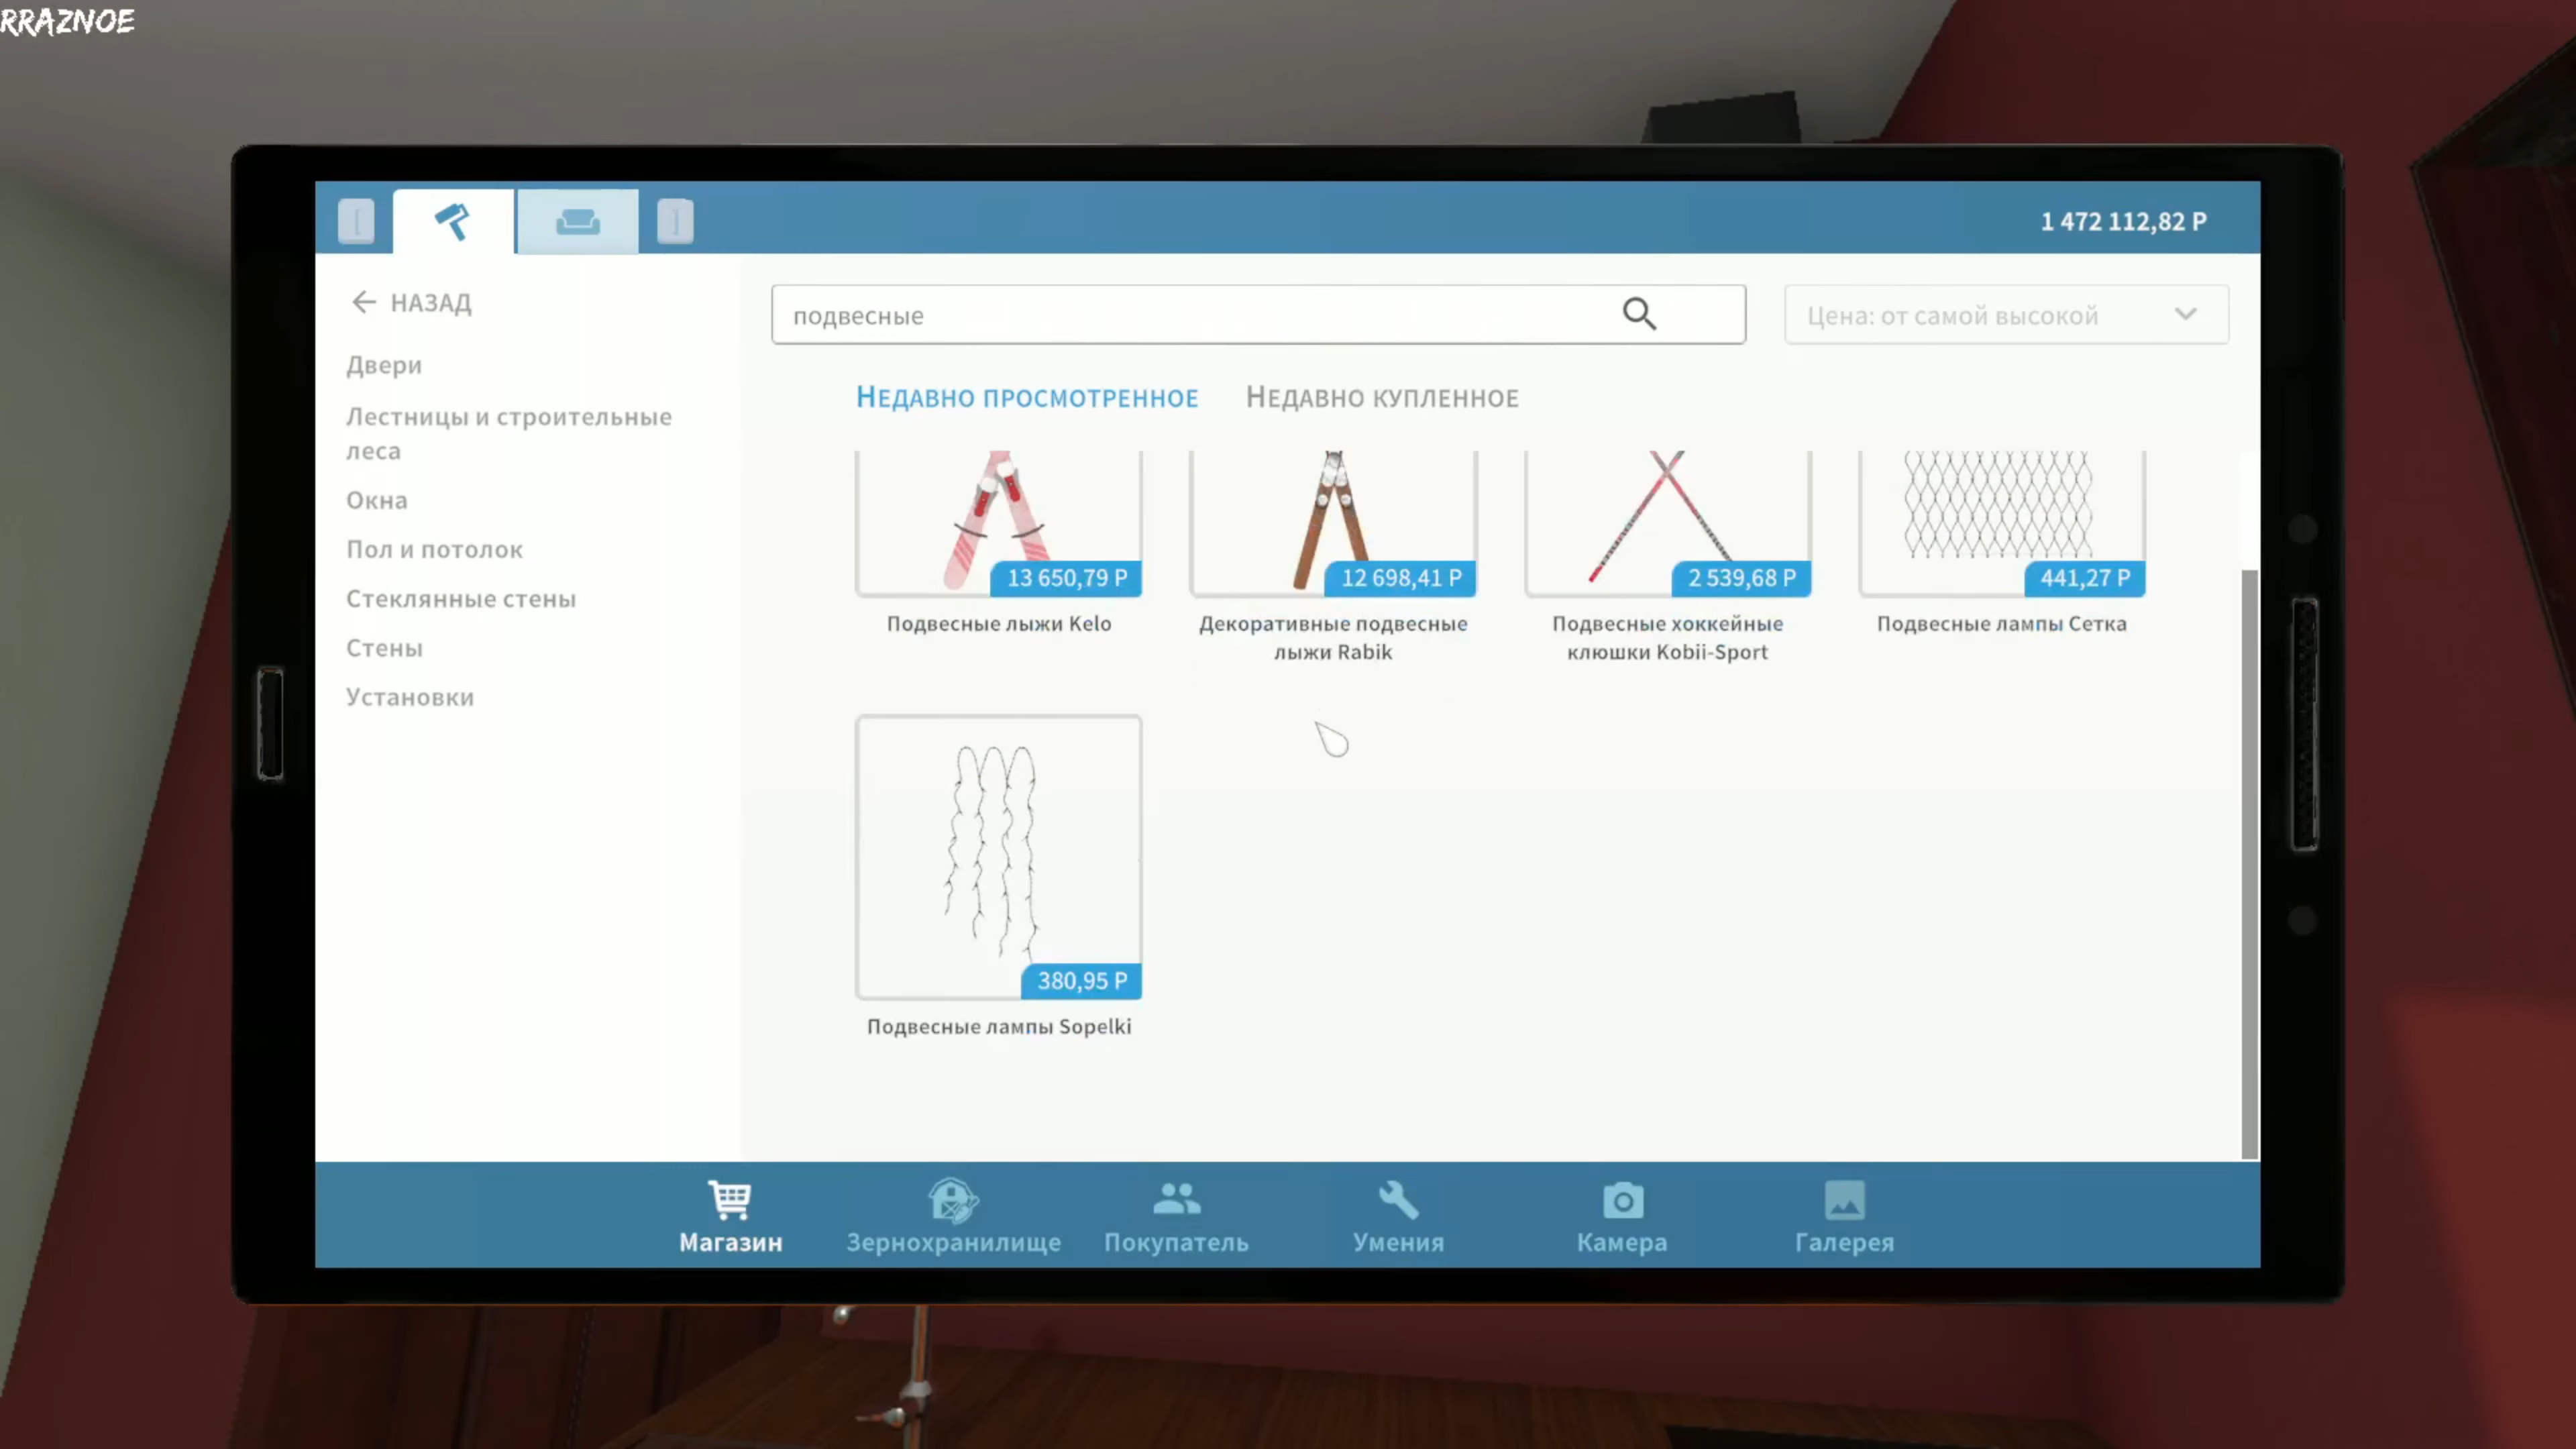 RRAZNOE
[
]
1 472 112,82 Р
НАЗАД
Двери
Лестницы и строительные
леса
Окна
Пол и потолок
Стеклянные стены
Стены
Установки
подвесные
Цена: от самой высокой
НЕДАВНО ПРОСМОТРЕННОЕ
НЕДАВНО КУПЛЕННОЕ
13 650,79 Р
Подвесные лыжи Kelo
12 698,41 Р
Декоративные подвесные
лыжи Rabik
2 539,68 Р
Подвесные хоккейные
клюшки Kobii-Sport
441,27 Р
Подвесные лампы Сетка
380,95 Р
Подвесные лампы Sopelki
Магазин
Зернохранилище
Покупатель
Умения
Камера
Галерея